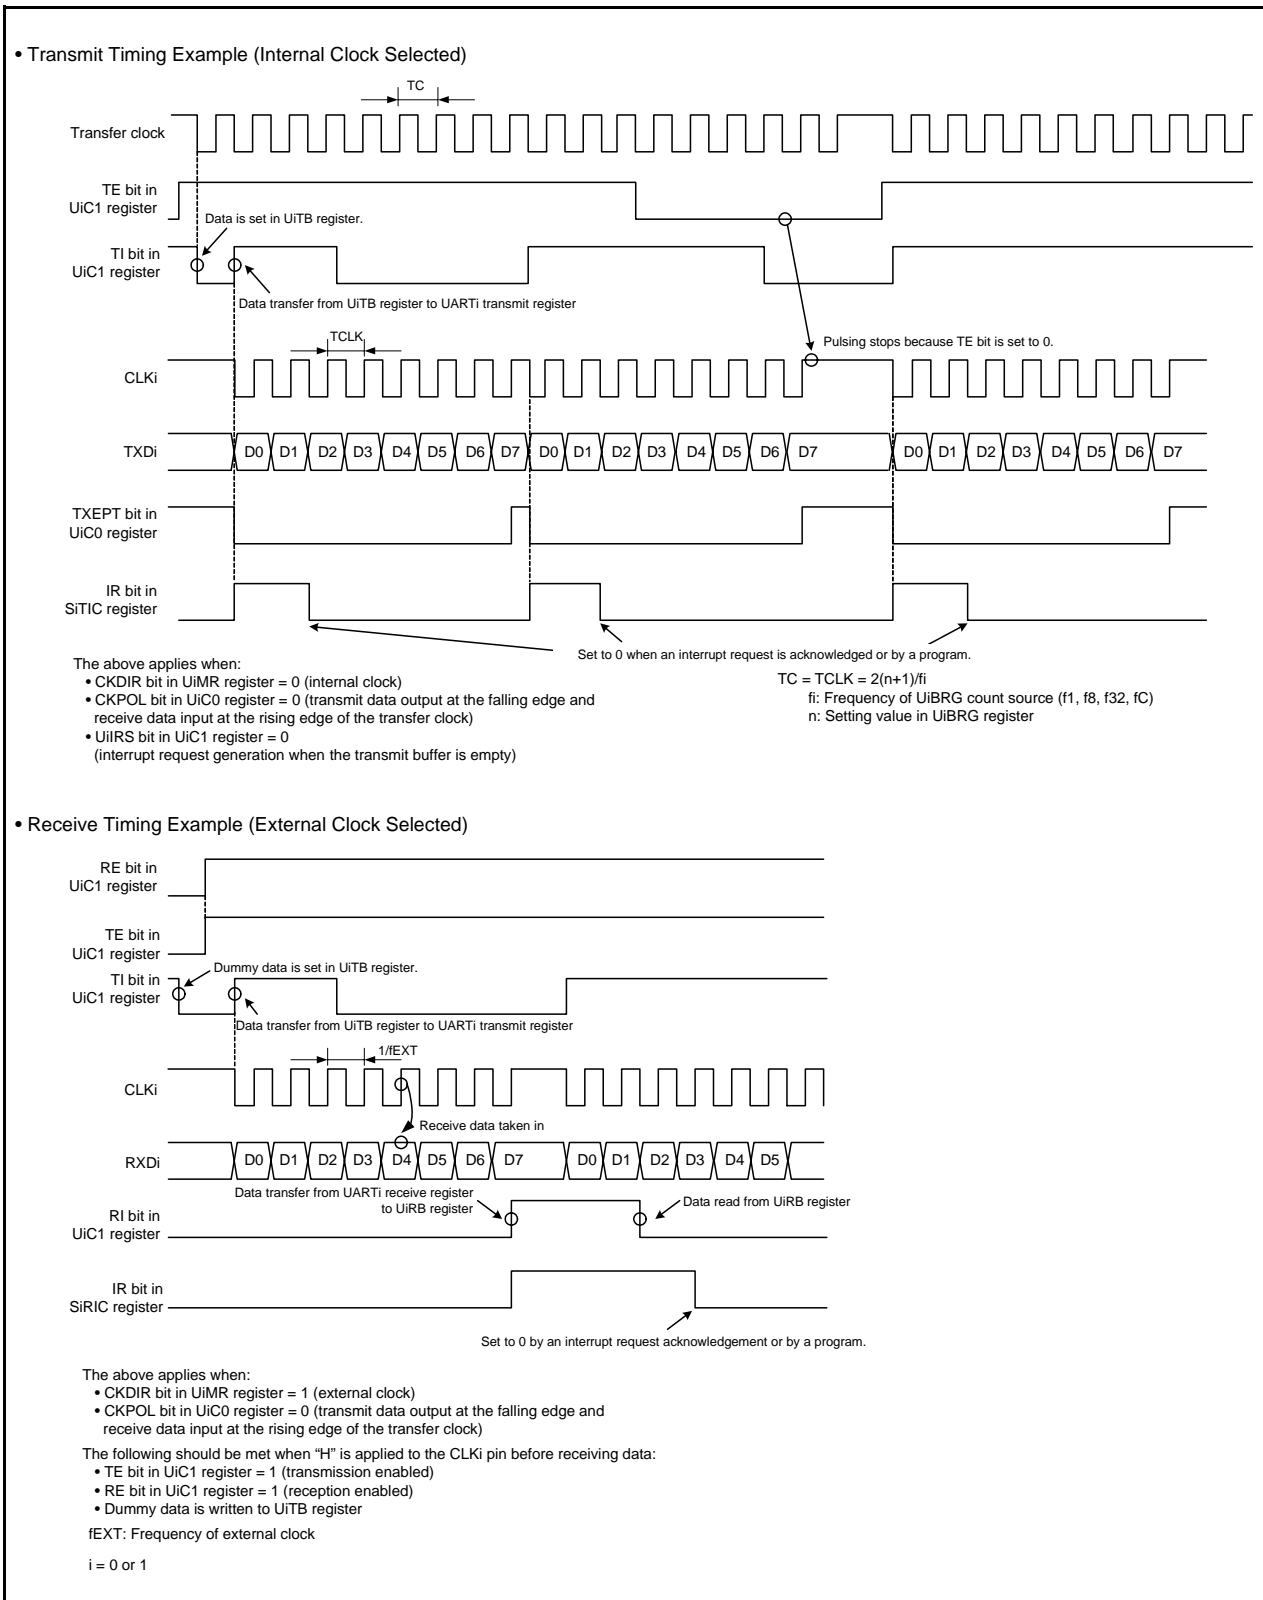 • Transmit Timing Example (Internal Clock Selected)
TC
Transfer clock
TE bit in
UiC1 register
Data is set in UiTB register.
TI bit in
UiC1 register
Data transfer from UiTB register to UARTi transmit register
TCLK
Pulsing stops because TE bit is set to 0.
CLKi
TXDi
D0 D1 D2 D3 D4 D5 D6 D7 D0 D1 D2 D3 D4 D5 D6 D7 D0 D1 D2 D3 D4 D5 D6 D7
TXEPT bit in
UiC0 register
IR bit in
SiTIC register
Set to 0 when an interrupt request is acknowledged or by a program.
The above applies when:
• CKDIR bit in UiMR register = 0 (internal clock)
• CKPOL bit in UiC0 register = 0 (transmit data output at the falling edge and
receive data input at the rising edge of the transfer clock)
• UiIRS bit in UiC1 register = 0
(interrupt request generation when the transmit buffer is empty)
TC = TCLK = 2(n+1)/fi
fi: Frequency of UiBRG count source (f1, f8, f32, fC)
n: Setting value in UiBRG register
• Receive Timing Example (External Clock Selected)
RE bit in
UiC1 register
TE bit in
UiC1 register
Dummy data is set in UiTB register.
TI bit in
UiC1 register
Data transfer from UiTB register to UARTi transmit register
1/fEXT
CLKi
Receive data taken in
RXDi
D0 D1 D2 D3 D4 D5 D6 D7 D0 D1 D2 D3 D4 D5
Data transfer from UARTi receive register
to UiRB register
Data read from UiRB register
RI bit in
UiC1 register
IR bit in
SiRIC register
Set to 0 by an interrupt request acknowledgement or by a program.
The above applies when:
• CKDIR bit in UiMR register = 1 (external clock)
• CKPOL bit in UiC0 register = 0 (transmit data output at the falling edge and
receive data input at the rising edge of the transfer clock)
The following should be met when “H” is applied to the CLKi pin before receiving data:
• TE bit in UiC1 register = 1 (transmission enabled)
• RE bit in UiC1 register = 1 (reception enabled)
• Dummy data is written to UiTB register
fEXT: Frequency of external clock
i = 0 or 1